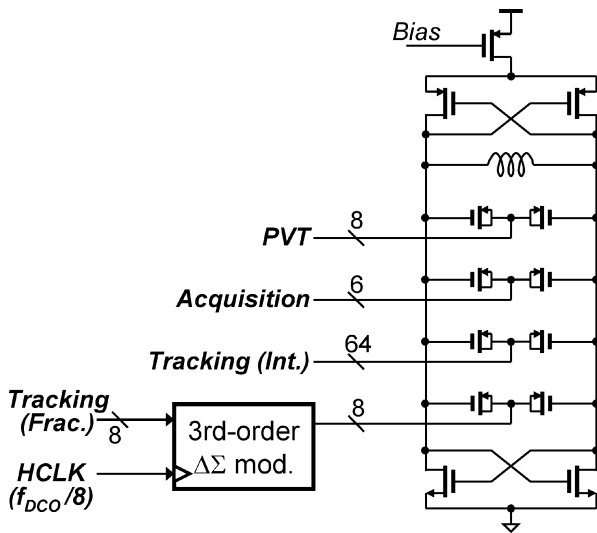 Bias
PVT
8
Acquisition
6
Tracking (Int.)
64
Tracking
(Frac.)
8
3rd-order
ΔΣ mod.
8
HCLK
(fDCO/8)